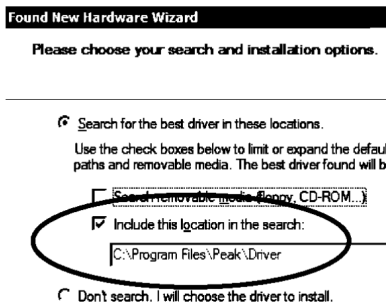 Found New Hardware Wizard
Please choose your search and installation options.
Search for the best driver in these locations.
Use the check boxes below to limit or expand the defaul
paths and removable media. The best driver found will b
Search removable media (floppy, CD-ROM...)
Include this location in the search:
C:\Program Files\Peak\Driver
Don't search. I will choose the driver to install.